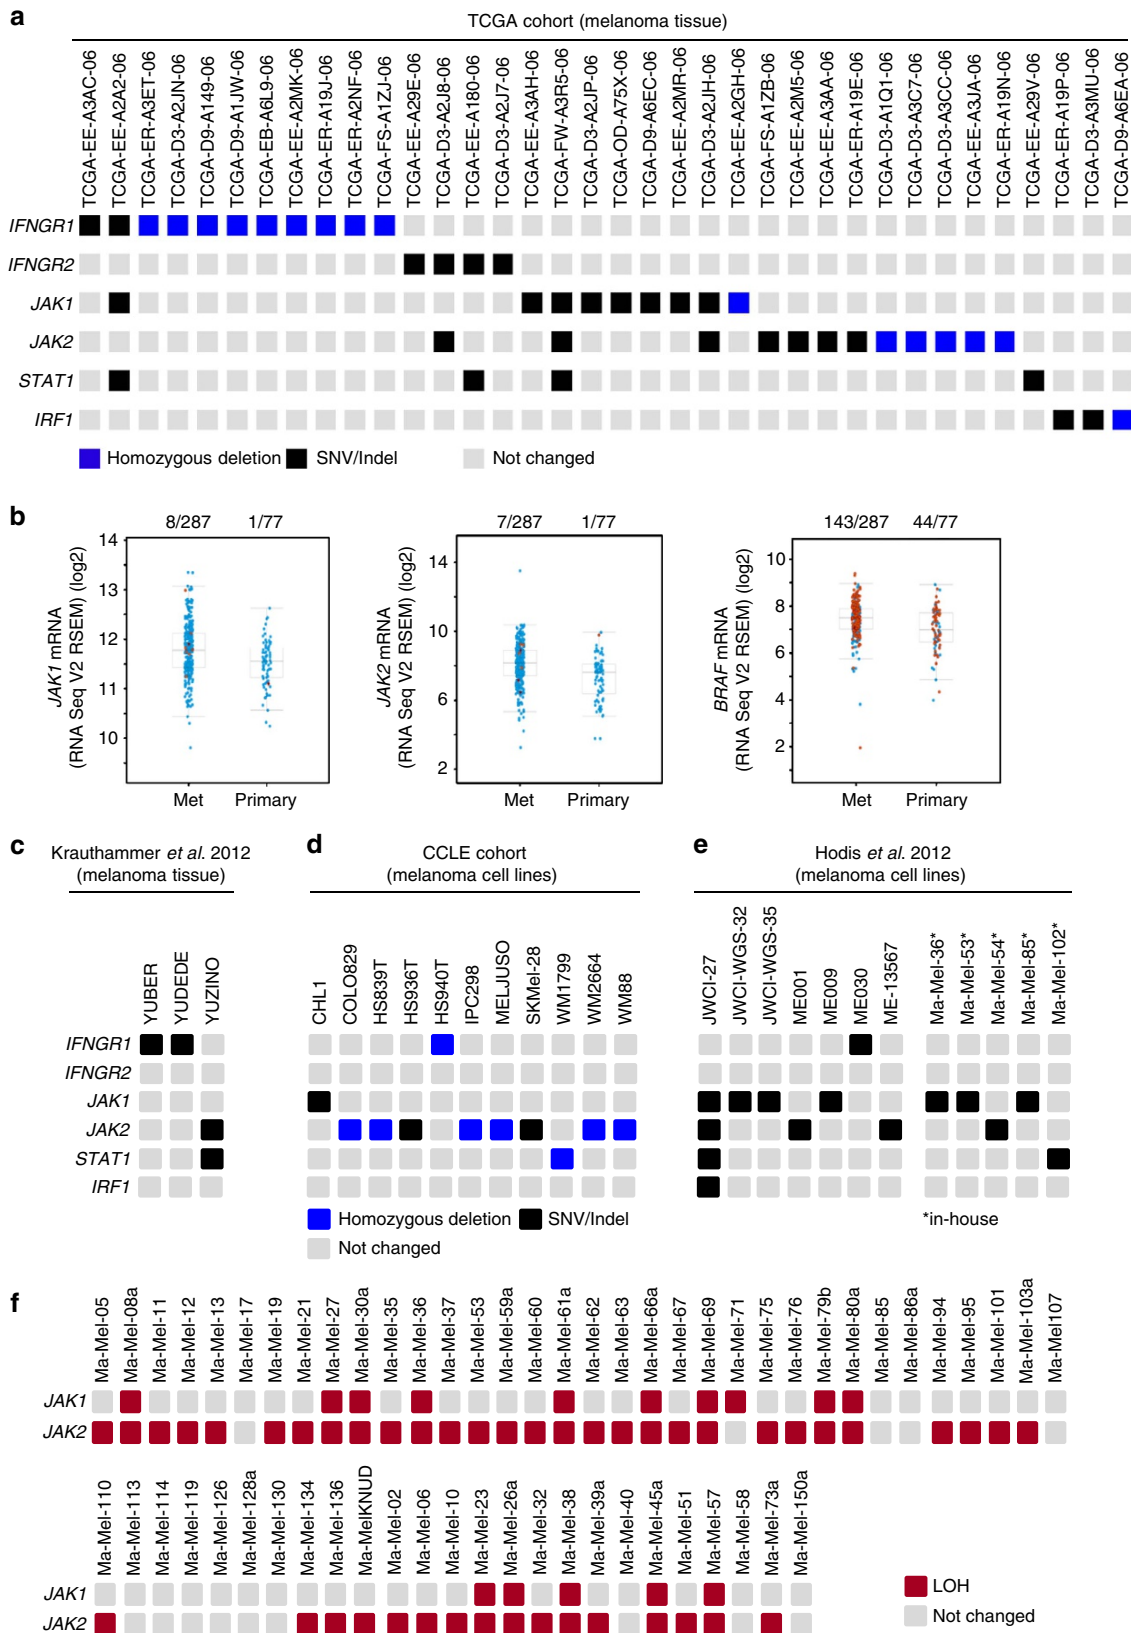 a
TCGA cohort (melanoma tissue)
TCGA-EE-A3AC-06
TCGA-EE-A2A2-06
TCGA-ER-A3ET-06
TCGA-D3-A2JN-06
TCGA-D9-A149-06
TCGA-D9-A1JW-06
TCGA-EB-A6L9-06
TCGA-EE-A2MK-06
TCGA-ER-A19J-06
TCGA-ER-A2NF-06
TCGA-FS-A1ZJ-06
TCGA-EE-A29E-06
TCGA-D3-A2J8-06
TCGA-EE-A180-06
TCGA-D3-A2J7-06
TCGA-EE-A3AH-06
TCGA-FW-A3R5-06
TCGA-D3-A2JP-06
TCGA-OD-A75X-06
TCGA-D9-A6EC-06
TCGA-EE-A2MR-06
TCGA-D3-A2JH-06
TCGA-EE-A2GH-06
TCGA-FS-A1ZB-06
TCGA-EE-A2M5-06
TCGA-EE-A3AA-06
TCGA-ER-A19E-06
TCGA-D3-A1Q1-06
TCGA-D3-A3C7-06
TCGA-D3-A3CC-06
TCGA-EE-A3JA-06
TCGA-ER-A19N-06
TCGA-EE-A29V-06
TCGA-ER-A19P-06
TCGA-D3-A3MU-06
TCGA-D9-A6EA-06
IFNGR1
IFNGR2
JAK1
JAK2
STAT1
IRF1
Homozygous deletion
SNV/Indel
Not changed
b
8/287 1/77
JAK1 mRNA
(RNA Seq V2 RSEM) (log2)
14
13
12
11
10
Met Primary
7/287 1/77
JAK2 mRNA
(RNA Seq V2 RSEM) (log2)
14
10
6
2
Met Primary
143/287 44/77
BRAF mRNA
(RNA Seq V2 RSEM) (log2)
10
8
6
4
2
Met Primary
c
Krauthammer et al. 2012
(melanoma tissue)
YUBER
YUDEDE
YUZINO
IFNGR1
IFNGR2
JAK1
JAK2
STAT1
IRF1
d
CCLE cohort
(melanoma cell lines)
CHL1
COLO829
HS839T
HS936T
HS940T
IPC298
MELJUSO
SKMel-28
WM1799
WM2664
WM88
Homozygous deletion
SNV/Indel
Not changed
e
Hodis et al. 2012
(melanoma cell lines)
JWCI-27
JWCI-WGS-32
JWCI-WGS-35
ME001
ME009
ME030
ME-13567
Ma-Mel-36*
Ma-Mel-53*
Ma-Mel-54*
Ma-Mel-85*
Ma-Mel-102*
*in-house
f
Ma-Mel-05
Ma-Mel-08a
Ma-Mel-11
Ma-Mel-12
Ma-Mel-13
Ma-Mel-17
Ma-Mel-19
Ma-Mel-21
Ma-Mel-27
Ma-Mel-30a
Ma-Mel-35
Ma-Mel-36
Ma-Mel-37
Ma-Mel-53
Ma-Mel-59a
Ma-Mel-60
Ma-Mel-61a
Ma-Mel-62
Ma-Mel-63
Ma-Mel-66a
Ma-Mel-67
Ma-Mel-69
Ma-Mel-71
Ma-Mel-75
Ma-Mel-76
Ma-Mel-79b
Ma-Mel-80a
Ma-Mel-85
Ma-Mel-86a
Ma-Mel-94
Ma-Mel-95
Ma-Mel-101
Ma-Mel-103a
Ma-Mel107
JAK1
JAK2
Ma-Mel-110
Ma-Mel-113
Ma-Mel-114
Ma-Mel-119
Ma-Mel-126
Ma-Mel-128a
Ma-Mel-130
Ma-Mel-134
Ma-Mel-136
Ma-MelKNUD
Ma-Mel-02
Ma-Mel-06
Ma-Mel-10
Ma-Mel-23
Ma-Mel-26a
Ma-Mel-32
Ma-Mel-38
Ma-Mel-39a
Ma-Mel-40
Ma-Mel-45a
Ma-Mel-51
Ma-Mel-57
Ma-Mel-58
Ma-Mel-73a
Ma-Mel-150a
JAK1
JAK2
LOH
Not changed